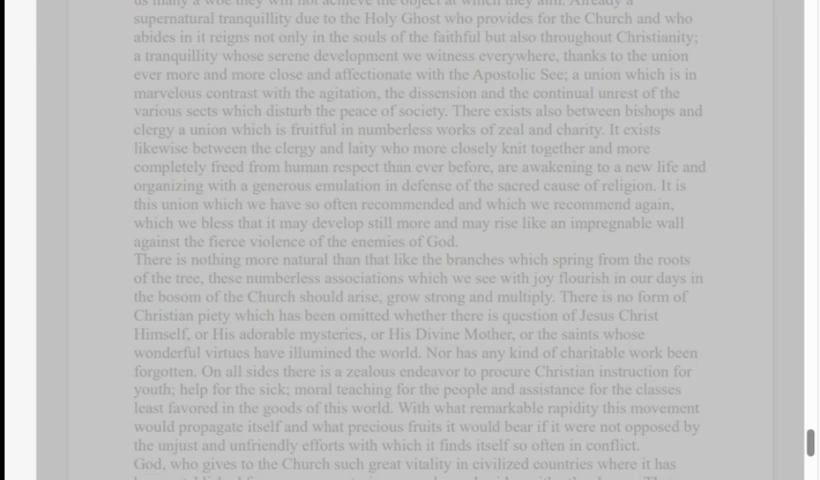 us many a woe they will not achieve the object at which they aim. Already a
supernatural tranquillity due to the Holy Ghost who provides for the Church and who
abides in it reigns not only in the souls of the faithful but also throughout Christianity;
a tranquillity whose serene development we witness everywhere, thanks to the union
ever more and more close and affectionate with the Apostolic See; a union which is in
marvelous contrast with the agitation, the dissension and the continual unrest of the
various sects which disturb the peace of society. There exists also between bishops and
clergy a union which is fruitful in numberless works of zeal and charity. It exists
likewise between the clergy and laity who more closely knit together and more
completely freed from human respect than ever before, are awakening to a new life and
organizing with a generous emulation in defense of the sacred cause of religion. It is
this union which we have so often recommended and which we recommend again,
which we bless that it may develop still more and may rise like an impregnable wall
against the fierce violence of the enemies of God.
There is nothing more natural than that like the branches which spring from the roots
of the tree, these numberless associations which we see with joy flourish in our days in
the bosom of the Church should arise, grow strong and multiply. There is no form of
Christian piety which has been omitted whether there is question of Jesus Christ
Himself, or His adorable mysteries, or His Divine Mother, or the saints whose
wonderful virtues have illumined the world. Nor has any kind of charitable work been
forgotten. On all sides there is a zealous endeavor to procure Christian instruction for
youth; help for the sick; moral teaching for the people and assistance for the classes
least favored in the goods of this world. With what remarkable rapidity this movement
would propagate itself and what precious fruits it would bear if it were not opposed by
the unjust and unfriendly efforts with which it finds itself so often in conflict.
God, who gives to the Church such great vitality in civilized countries where it has